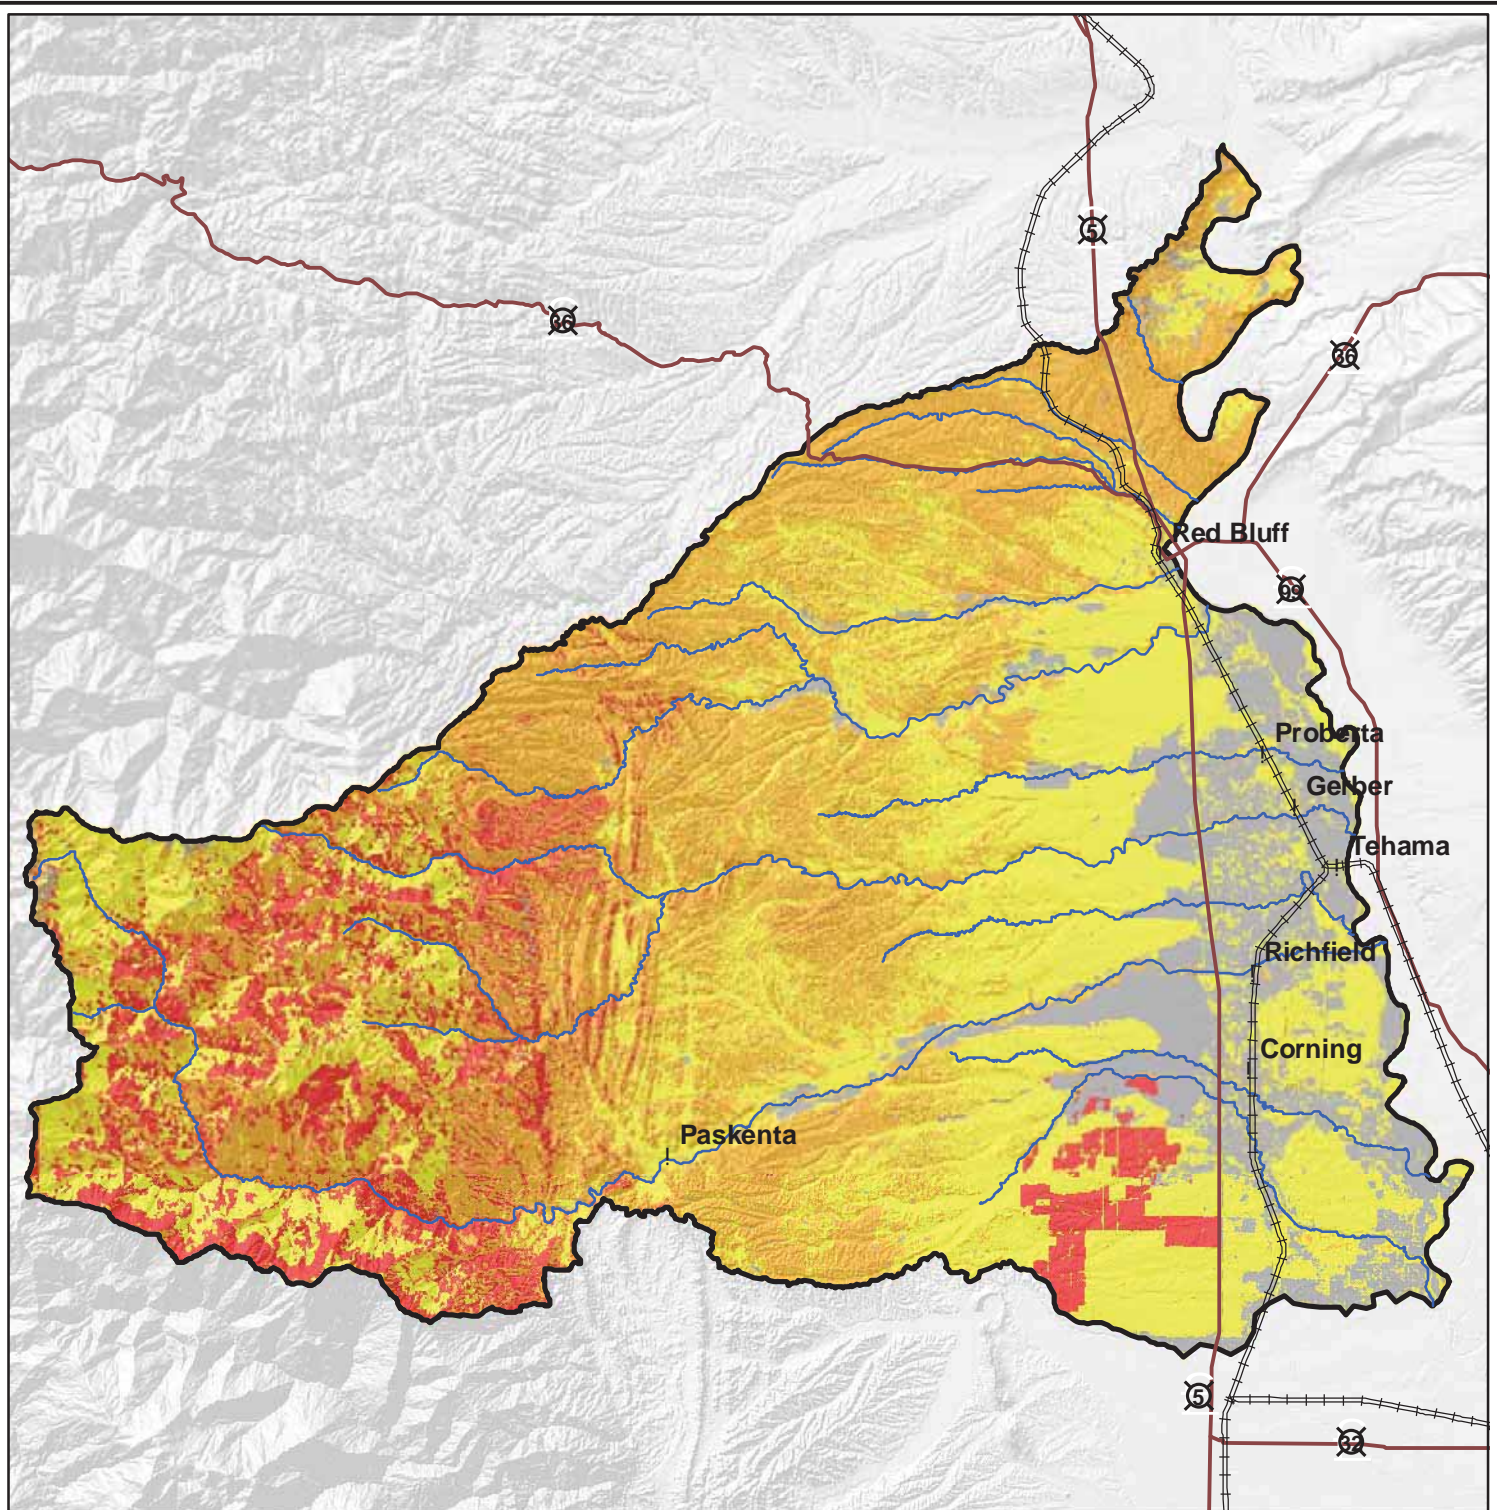 5
36
36
Red Bluff
99
Proberta
Gerber
Tehama
Richfield
Corning
Paskenta
5
32